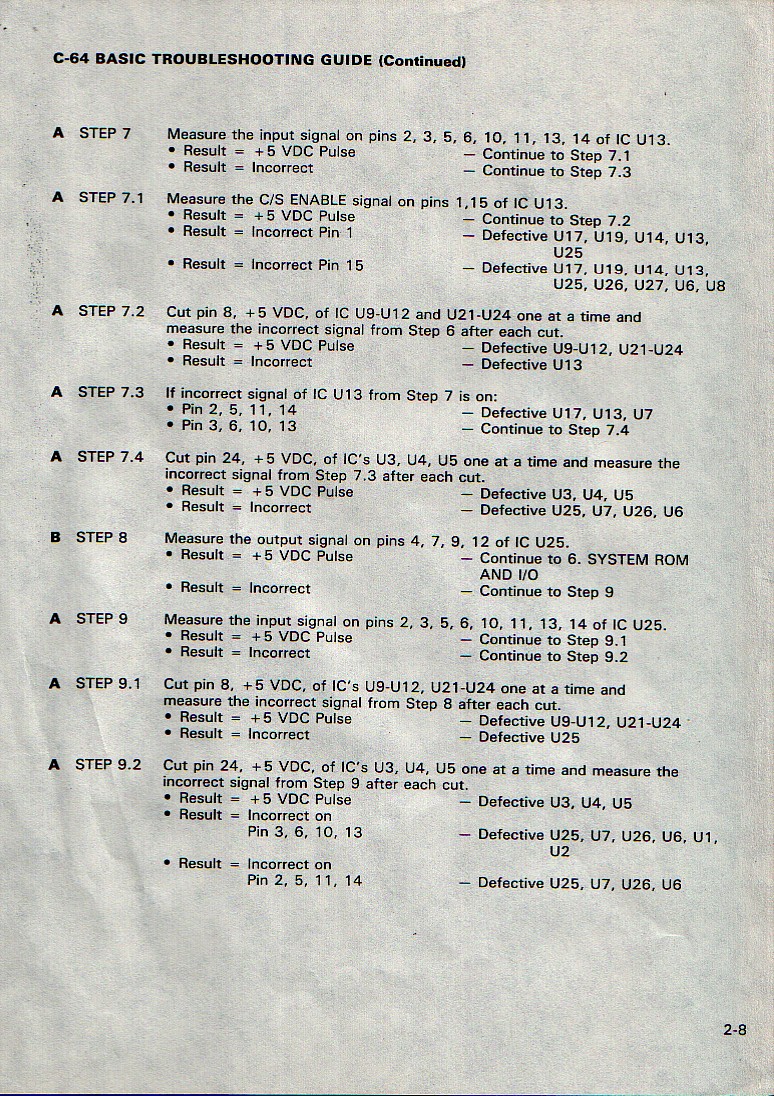 C-64 BASIC TROUBLESHOOTING GUIDE (Continued)
A STEP 7 Measure the input signal on pins 2, 3, 5, 6, 10, 11, 13, 14 of IC U13.
• Result = +5 VDC Pulse — Continue to Step 7.1
• Result = Incorrect — Continue to Step 7.3
A STEP 7.1 Measure the C/S ENABLE signal on pins 1,15 of IC U13.
• Result = +5 VDC Pulse — Continue to Step 7.2
• Result = Incorrect Pin 1 — Defective U17, U19, U14, U13,
U25
• Result = Incorrect Pin 15 — Defective U17, U19, U14, U13,
U25, U26, U27, U6, U8
A STEP 7.2 Cut pin 8, +5 VDC, of IC U9-U12 and U21-U24 one at a time and
measure the incorrect signal from Step 6 after each cut.
• Result = +5 VDC Pulse — Defective U9-U12, U21-U24
• Result = Incorrect — Defective U13
A STEP 7.3 If incorrect signal of IC U13 from Step 7 is on:
• Pin 2, 5, 11, 14 — Defective U17, U13, U7
• Pin 3, 6, 10, 13 — Continue to Step 7.4
A STEP 7.4 Cut pin 24, +5 VDC, of IC's U3, U4, U5 one at a time and measure the
incorrect signal from Step 7.3 after each cut.
• Result = +5 VDC Pulse — Defective U3, U4, U5
• Result = Incorrect — Defective U25, U7, U26, U6
B STEP 8 Measure the output signal on pins 4, 7, 9, 12 of IC U25.
• Result = +5 VDC Pulse — Continue to 6. SYSTEM ROM
AND I/O
• Result = Incorrect — Continue to Step 9
A STEP 9 Measure the input signal on pins 2, 3, 5, 6, 10, 11, 13, 14 of IC U25.
• Result = +5 VDC Pulse — Continue to Step 9.1
• Result = Incorrect — Continue to Step 9.2
A STEP 9.1 Cut pin 8, +5 VDC, of IC's U9-U12, U21-U24 one at a time and
measure the incorrect signal from Step 8 after each cut.
• Result = +5 VDC Pulse — Defective U9-U12, U21-U24
• Result = Incorrect — Defective U25
A STEP 9.2 Cut pin 24, +5 VDC, of IC's U3, U4, U5 one at a time and measure the
incorrect signal from Step 9 after each cut.
• Result = +5 VDC Pulse — Defective U3, U4, U5
• Result = Incorrect on
Pin 3, 6, 10, 13 — Defective U25, U7, U26, U6, U1,
U2
• Result = Incorrect on
Pin 2, 5, 11, 14 — Defective U25, U7, U26, U6
2-8